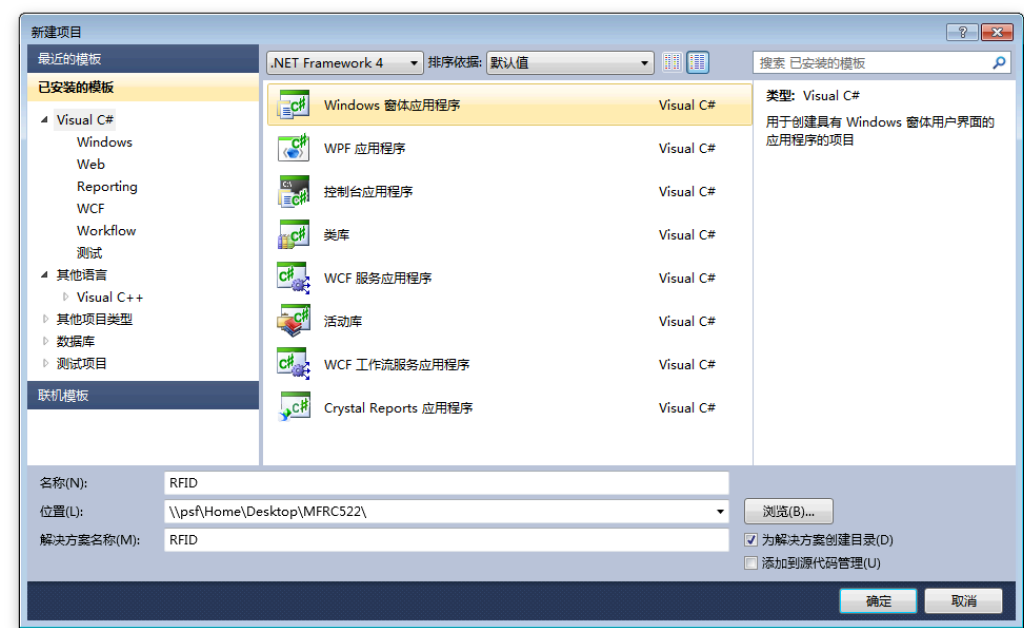 新建项目
最近的模板
已安装的模板
Visual C#
Windows
Web
Reporting
WCF
Workflow
测试
其他语言
Visual C++
其他项目类型
数据库
测试项目
联机模板
.NET Framework 4 排序依据: 默认值
Windows 窗体应用程序 Visual C#
WPF 应用程序 Visual C#
控制台应用程序 Visual C#
类库 Visual C#
WCF 服务应用程序 Visual C#
活动库 Visual C#
WCF 工作流服务应用程序 Visual C#
Crystal Reports 应用程序 Visual C#
搜索 已安装的模板
类型: Visual C#
用于创建具有 Windows 窗体用户界面的
应用程序的项目
名称(N): RFID
位置(L): \\psf\Home\Desktop\MFRC522\ 浏览(B)...
解决方案名称(M): RFID 为解决方案创建目录(D)
添加到源代码管理(U)
确定 取消